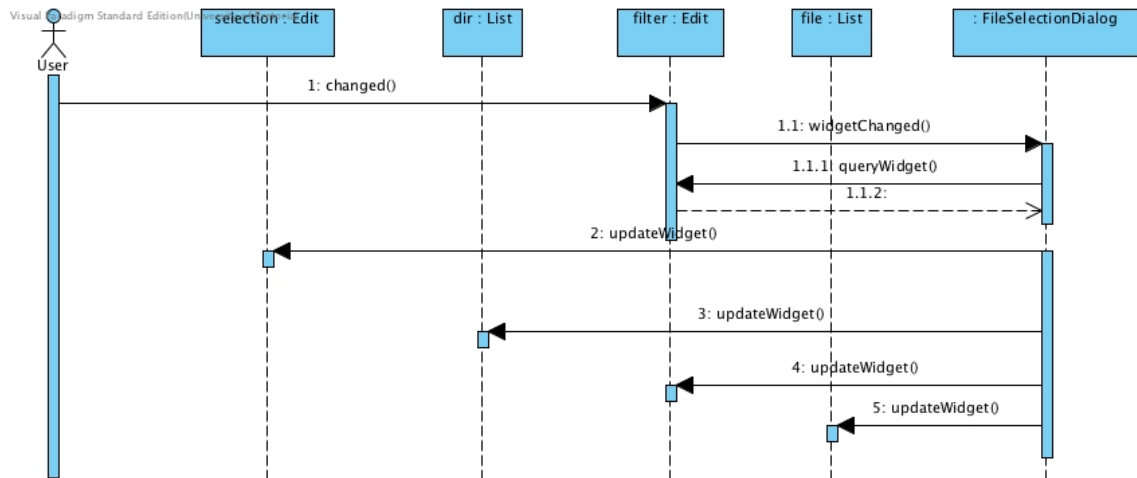 Visual Paradigm Standard Edition(University
selection : Edit
dir : List
filter : Edit
file : List
: FileSelectionDialog
User
1: changed()
1.1: widgetChanged()
1.1.1: queryWidget()
1.1.2:
2: updateWidget()
3: updateWidget()
4: updateWidget()
5: updateWidget()